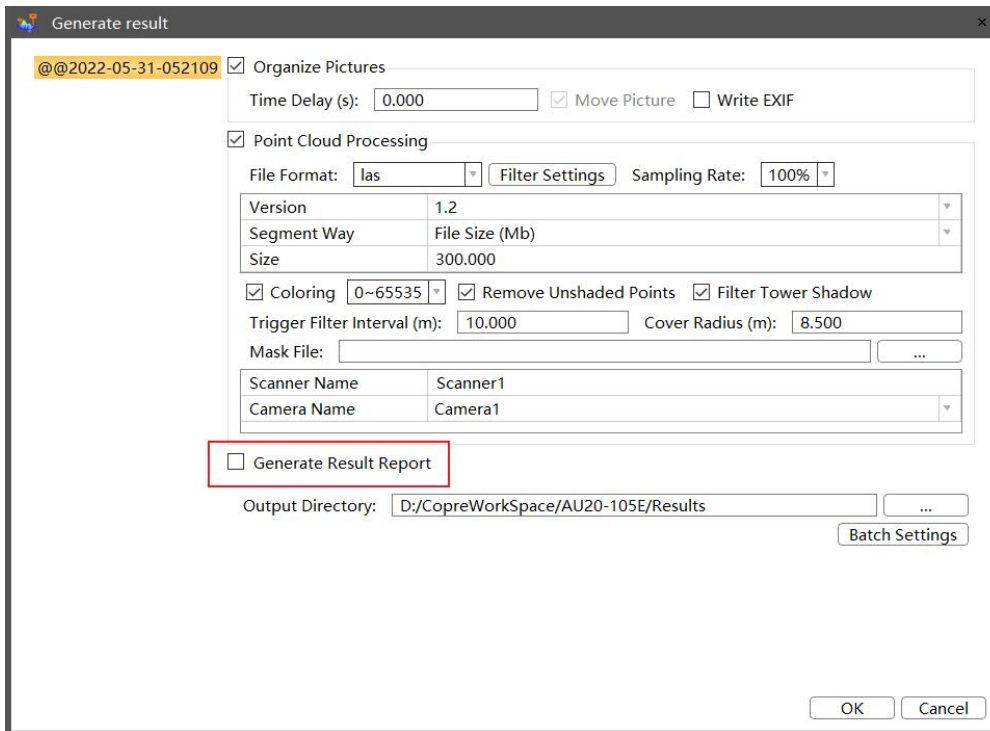 Generate result
@@2022-05-31-052109
Organize Pictures
Time Delay (s): 0.000 Move Picture Write EXIF
Point Cloud Processing
File Format: las Filter Settings Sampling Rate: 100%
Version 1.2
Segment Way File Size (Mb)
Size 300.000
Coloring 0~65535 Remove Unshaded Points Filter Tower Shadow
Trigger Filter Interval (m): 10.000 Cover Radius (m): 8.500
Mask File: ...
Scanner Name Scanner1
Camera Name Camera1
Generate Result Report
Output Directory: D:/CopreWorkSpace/AU20-105E/Results ...
Batch Settings
OK Cancel